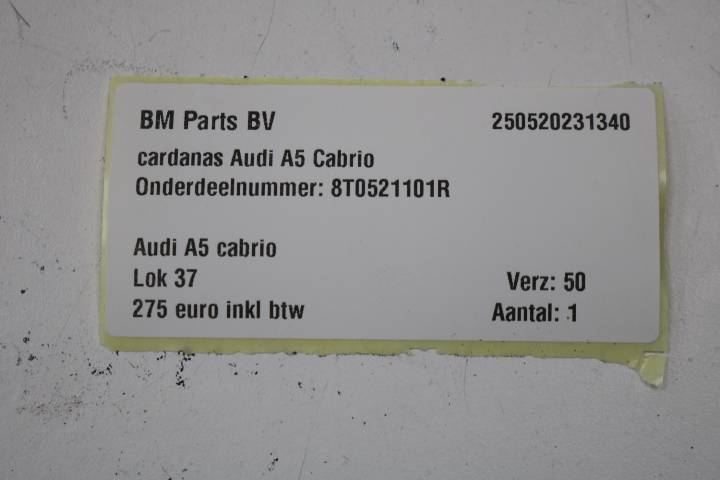 BM Parts BV 250520231340
cardanas Audi A5 Cabrio
Onderdeelnummer: 8T0521101R
Audi A5 cabrio
Lok 37 Verz: 50
275 euro inkl btw Aantal: 1